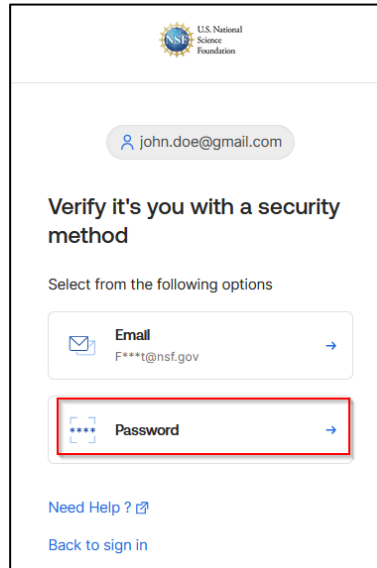 NSF
U.S. National
Science
Foundation
john.doe@gmail.com
Verify it's you with a security
method
Select from the following options
Email
F***t@nsf.gov
**** Password
Need Help ?
Back to sign in